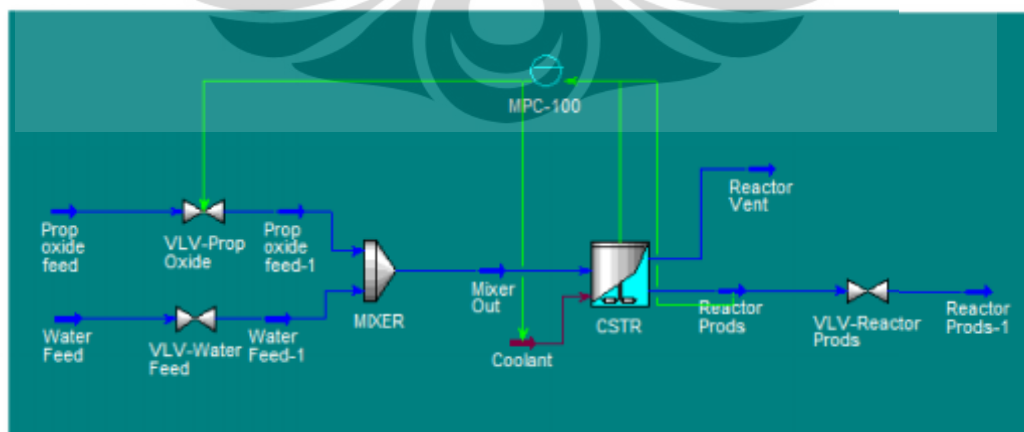 MPC-100
Reactor
Vent
Prop
oxide
feed
VLV-Prop
Oxide
Prop
oxide
feed-1
Mixer
Out
Reactor
Prods
VLV-Reactor
Prods
Reactor
Prods-1
Water
Feed
VLV-Water
Feed
Water
Feed-1
MIXER
CSTR
Coolant